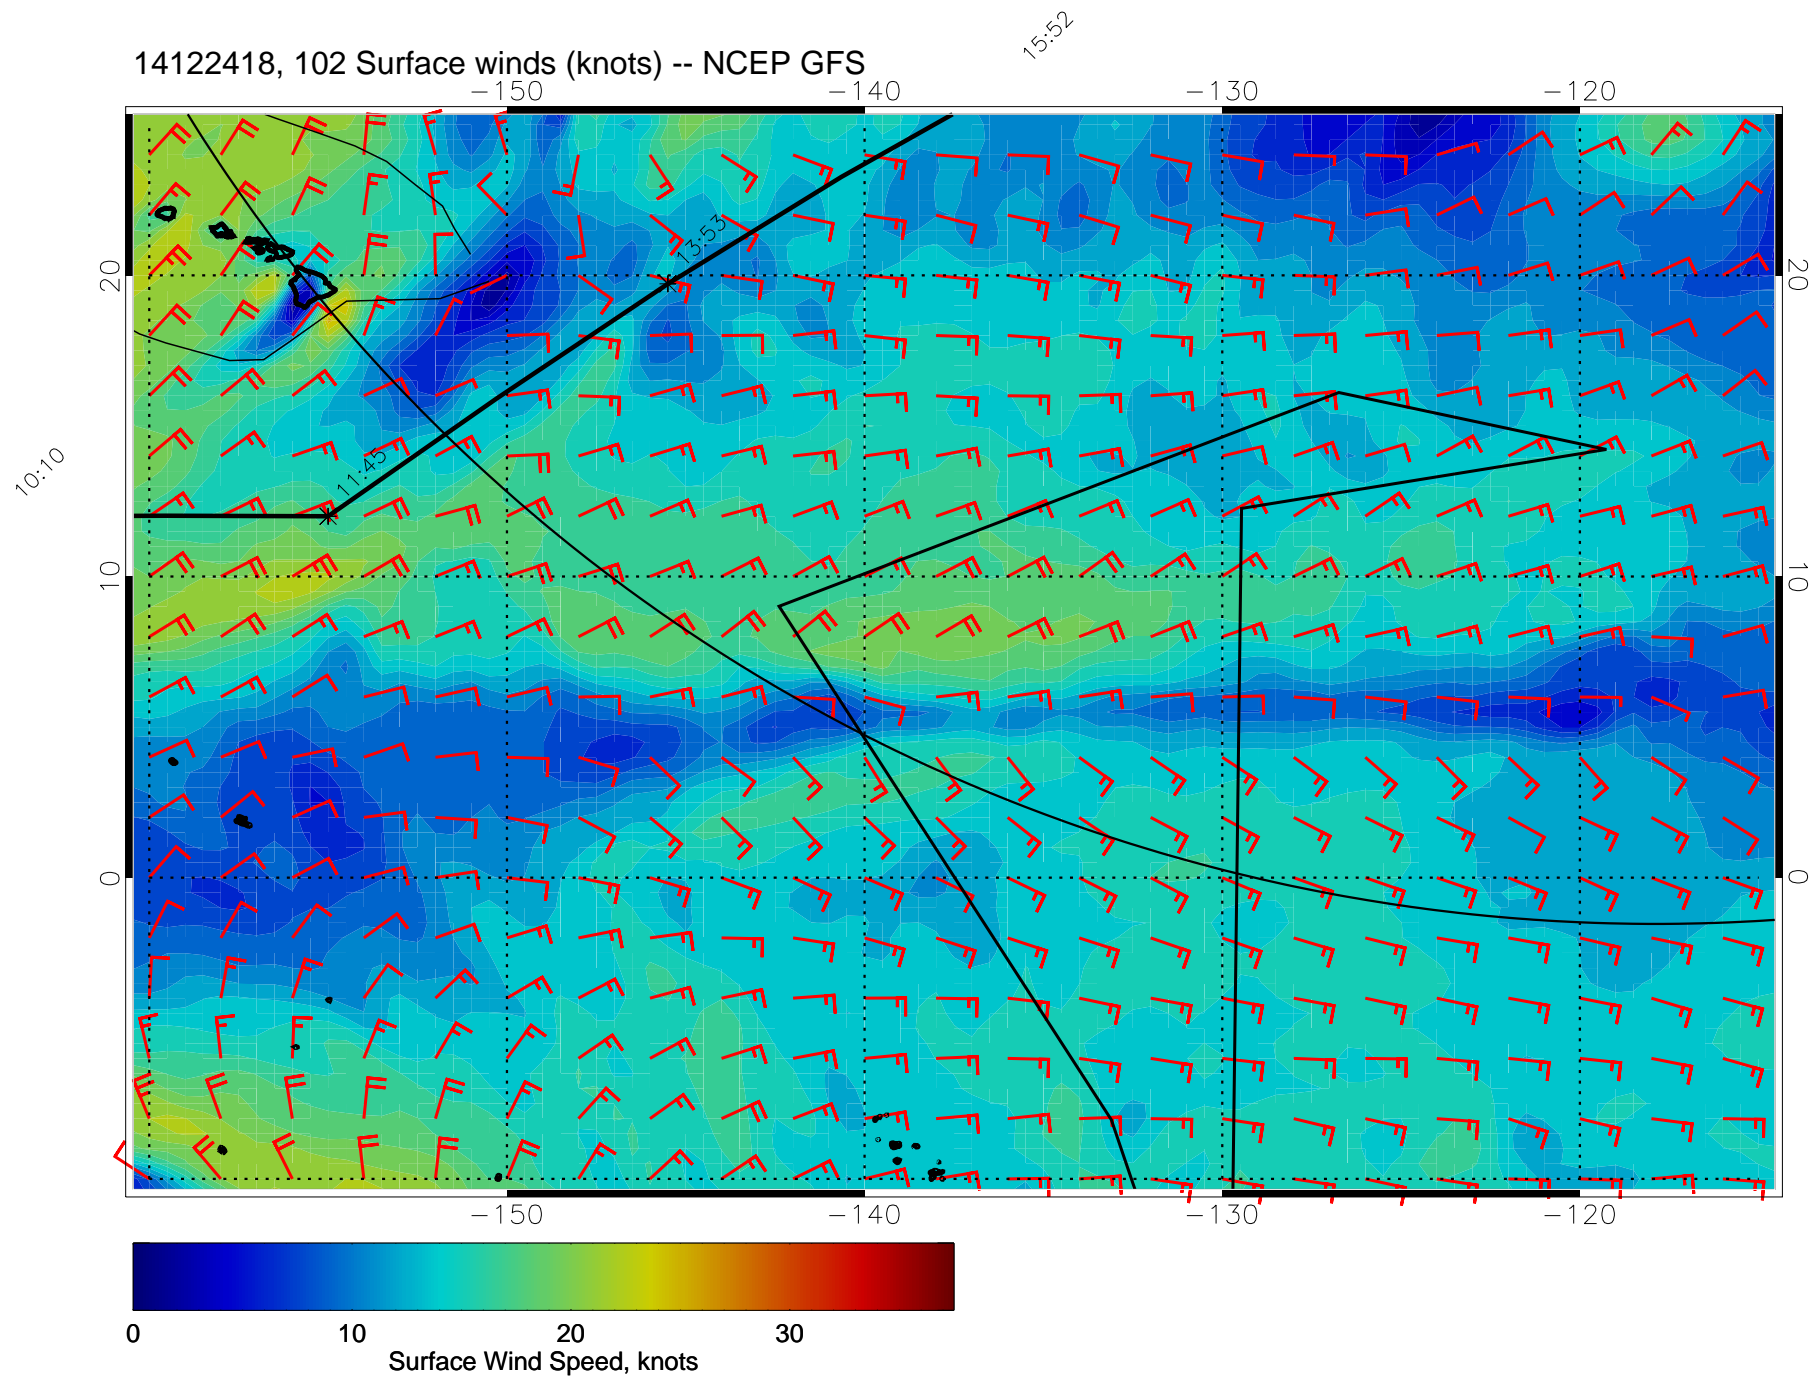 15:52
14122418, 102 Surface winds (knots) -- NCEP GFS
-150 -140 -130 -120
13:53
20 20
11:45
10:10
10 10
0 0
-150 -140 -130 -120
0 10 20 30
Surface Wind Speed, knots